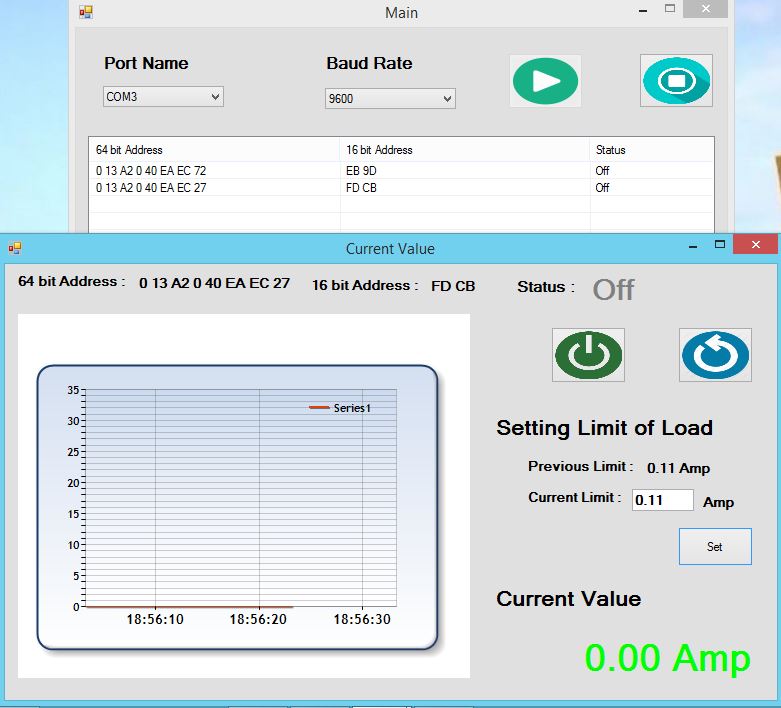 Main
Port Name Baud Rate
COM3 9600
64 bit Address 16 bit Address Status
0 13 A2 0 40 EA EC 72 EB 9D Off
0 13 A2 0 40 EA EC 27 FD CB Off
Current Value
64 bit Address : 0 13 A2 0 40 EA EC 27 16 bit Address : FD CB Status : Off
35
Series1
30
25
20
15
10
5
0
18:56:10 18:56:20 18:56:30
Setting Limit of Load
Previous Limit : 0.11 Amp
Current Limit : 0.11 Amp
Set
Current Value
0.00 Amp